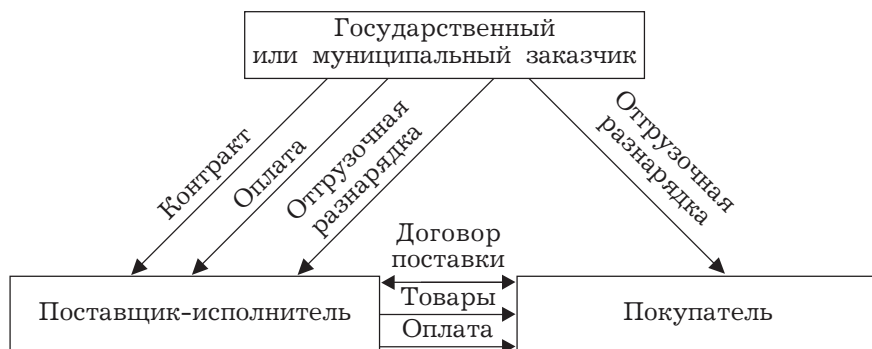 Государственный
или муниципальный заказчик
Контракт
Оплата
Отгрузочная
разнарядка
Отгрузочная
разнарядка
Договор
поставки
Поставщик-исполнитель
Товары
Оплата
Покупатель